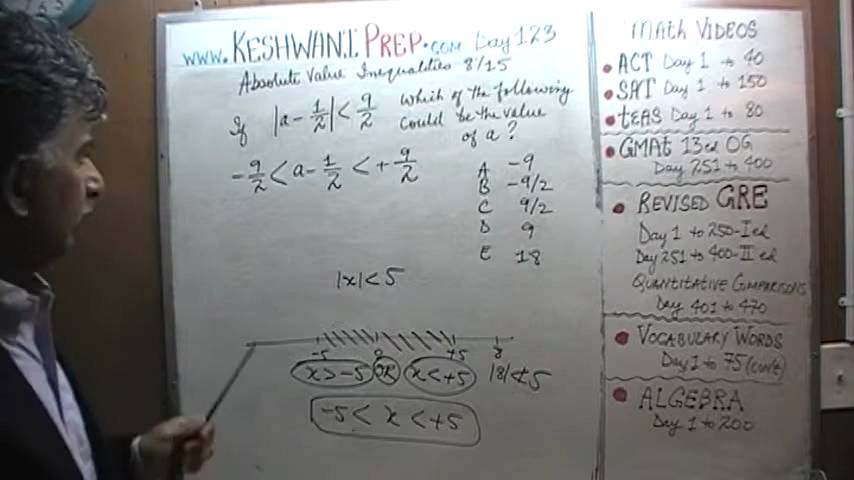 www.KESHWANIPREP.com Day 123
Absolute Value Inequalities 8/15
If |a - 1/2| < 9/2 which of the following
could be the value
of a ?
-9/2 < a - 1/2 < + 9/2
A -9
B -9/2
C 9/2
D 9
E 18
|x| < 5
-5 0 +5 8
x > -5 OR x < +5 |8| ≮ 5
-5 < x < +5
Math VIDEOS
ACT Day 1 to 40
SAT Day 1 to 150
tEAS Day 1 to 80
GMAt 13ed OG
Day 251 to 400
REVISED GRE
Day 1 to 250-I ed
Day 251 to 400-II ed
QUANTITATIVE COMPARISONS
Day 401 to 470
VOCABULARY WORDS
Day 1 to 75 (cont)
ALGEBRA
Day 1 to 200